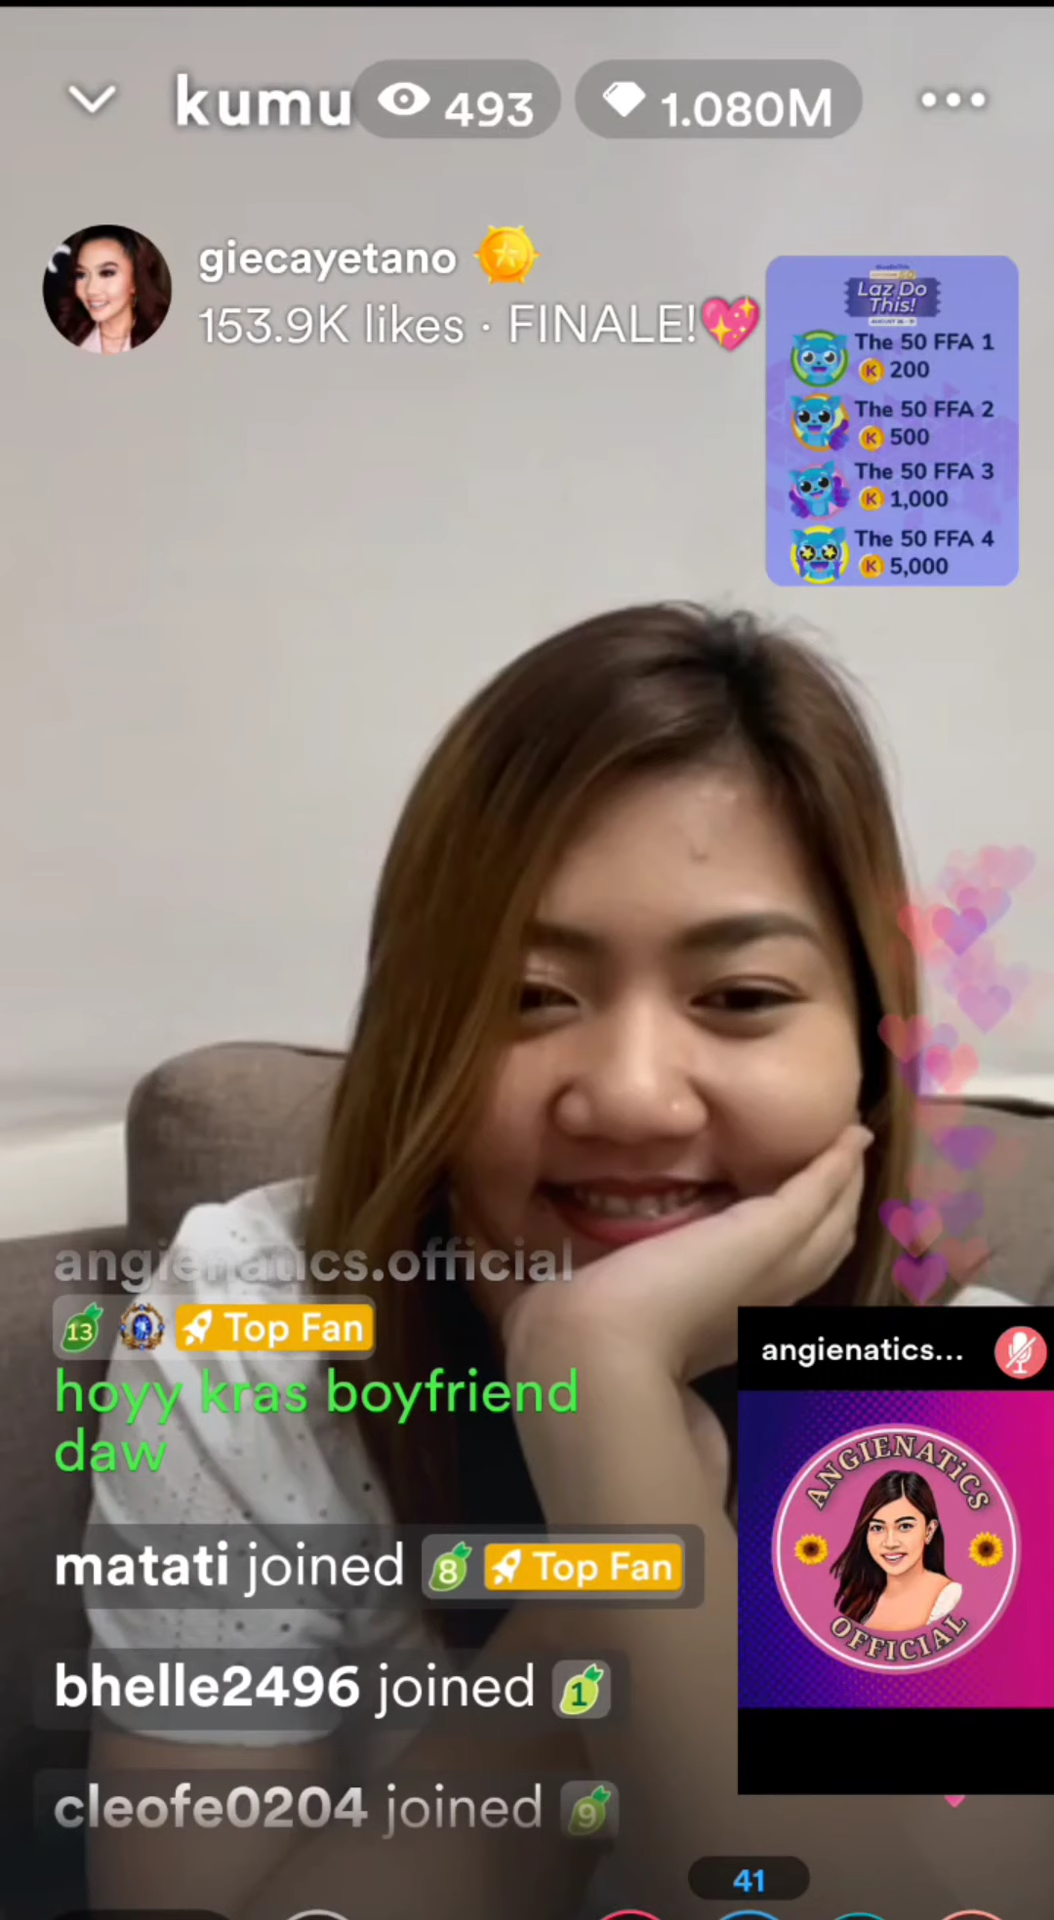 kumu 493 1.080M
giecayetano
153.9K likes · FINALE!
Laz Do
This!
The 50 FFA 1
K 200
The 50 FFA 2
K 500
The 50 FFA 3
K 1,000
The 50 FFA 4
K 5,000
angienatics.official
13 Top Fan
hoyy kras boyfriend
daw
matati joined 8 Top Fan
bhelle2496 joined 1
cleofe0204 joined 9
angienatics...
ANGIENATiCS
OFFICIAL
41